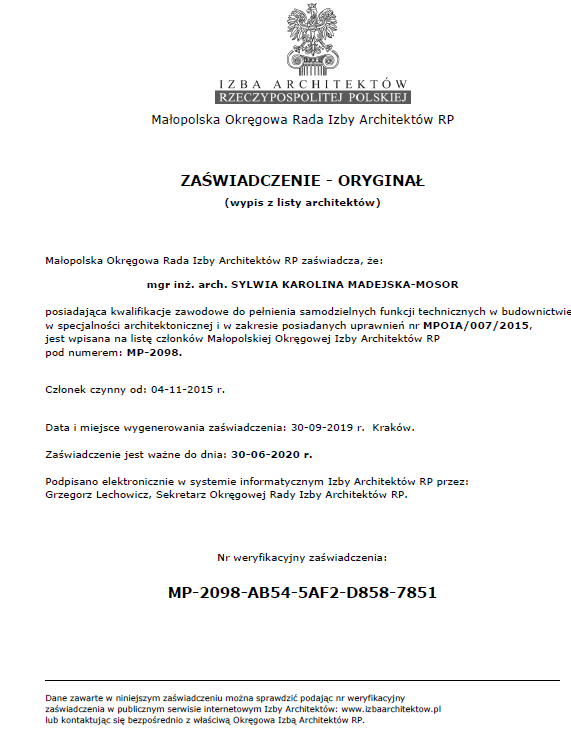 IZBA ARCHITEKTÓW
RZECZYPOSPOLITEJ POLSKIEJ
Małopolska Okręgowa Rada Izby Architektów RP
ZAŚWIADCZENIE - ORYGINAŁ
(wypis z listy architektów)
Małopolska Okręgowa Rada Izby Architektów RP zaświadcza, że:
mgr inż. arch. SYLWIA KAROLINA MADEJSKA-MOSOR
posiadająca kwalifikacje zawodowe do pełnienia samodzielnych funkcji technicznych w budownictwie
w specjalności architektonicznej i w zakresie posiadanych uprawnień nr MPOIA/007/2015,
jest wpisana na listę członków Małopolskiej Okręgowej Izby Architektów RP
pod numerem: MP-2098.
Członek czynny od: 04-11-2015 r.
Data i miejsce wygenerowania zaświadczenia: 30-09-2019 r. Kraków.
Zaświadczenie jest ważne do dnia: 30-06-2020 r.
Podpisano elektronicznie w systemie informatycznym Izby Architektów RP przez:
Grzegorz Lechowicz, Sekretarz Okręgowej Rady Izby Architektów RP.
Nr weryfikacyjny zaświadczenia:
MP-2098-AB54-5AF2-D858-7851
Dane zawarte w niniejszym zaświadczeniu można sprawdzić podając nr weryfikacyjny
zaświadczenia w publicznym serwisie internetowym Izby Architektów: www.izbaarchitektow.pl
lub kontaktując się bezpośrednio z właściwą Okręgowa Izbą Architektów RP.